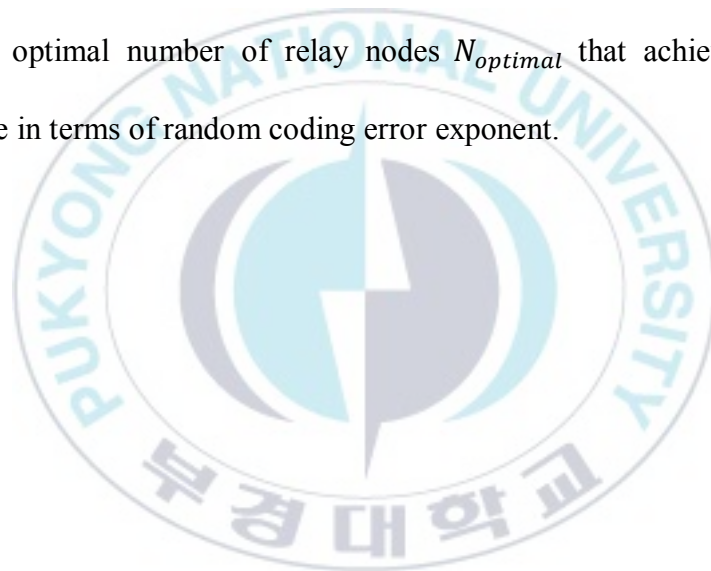 optimal number of relay nodes N_optimal that achie
e in terms of random coding error exponent.
PUKYONG NATIONAL UNIVERSITY
부경대학교